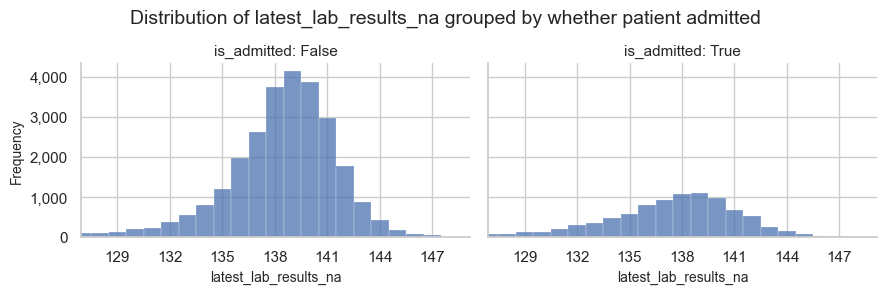 Distribution of latest_lab_results_na grouped by whether patient admitted
is_admitted: False
is_admitted: True
4,000
3,000
2,000
1,000
0
Frequency
129 132 135 138 141 144 147
129 132 135 138 141 144 147
latest_lab_results_na
latest_lab_results_na